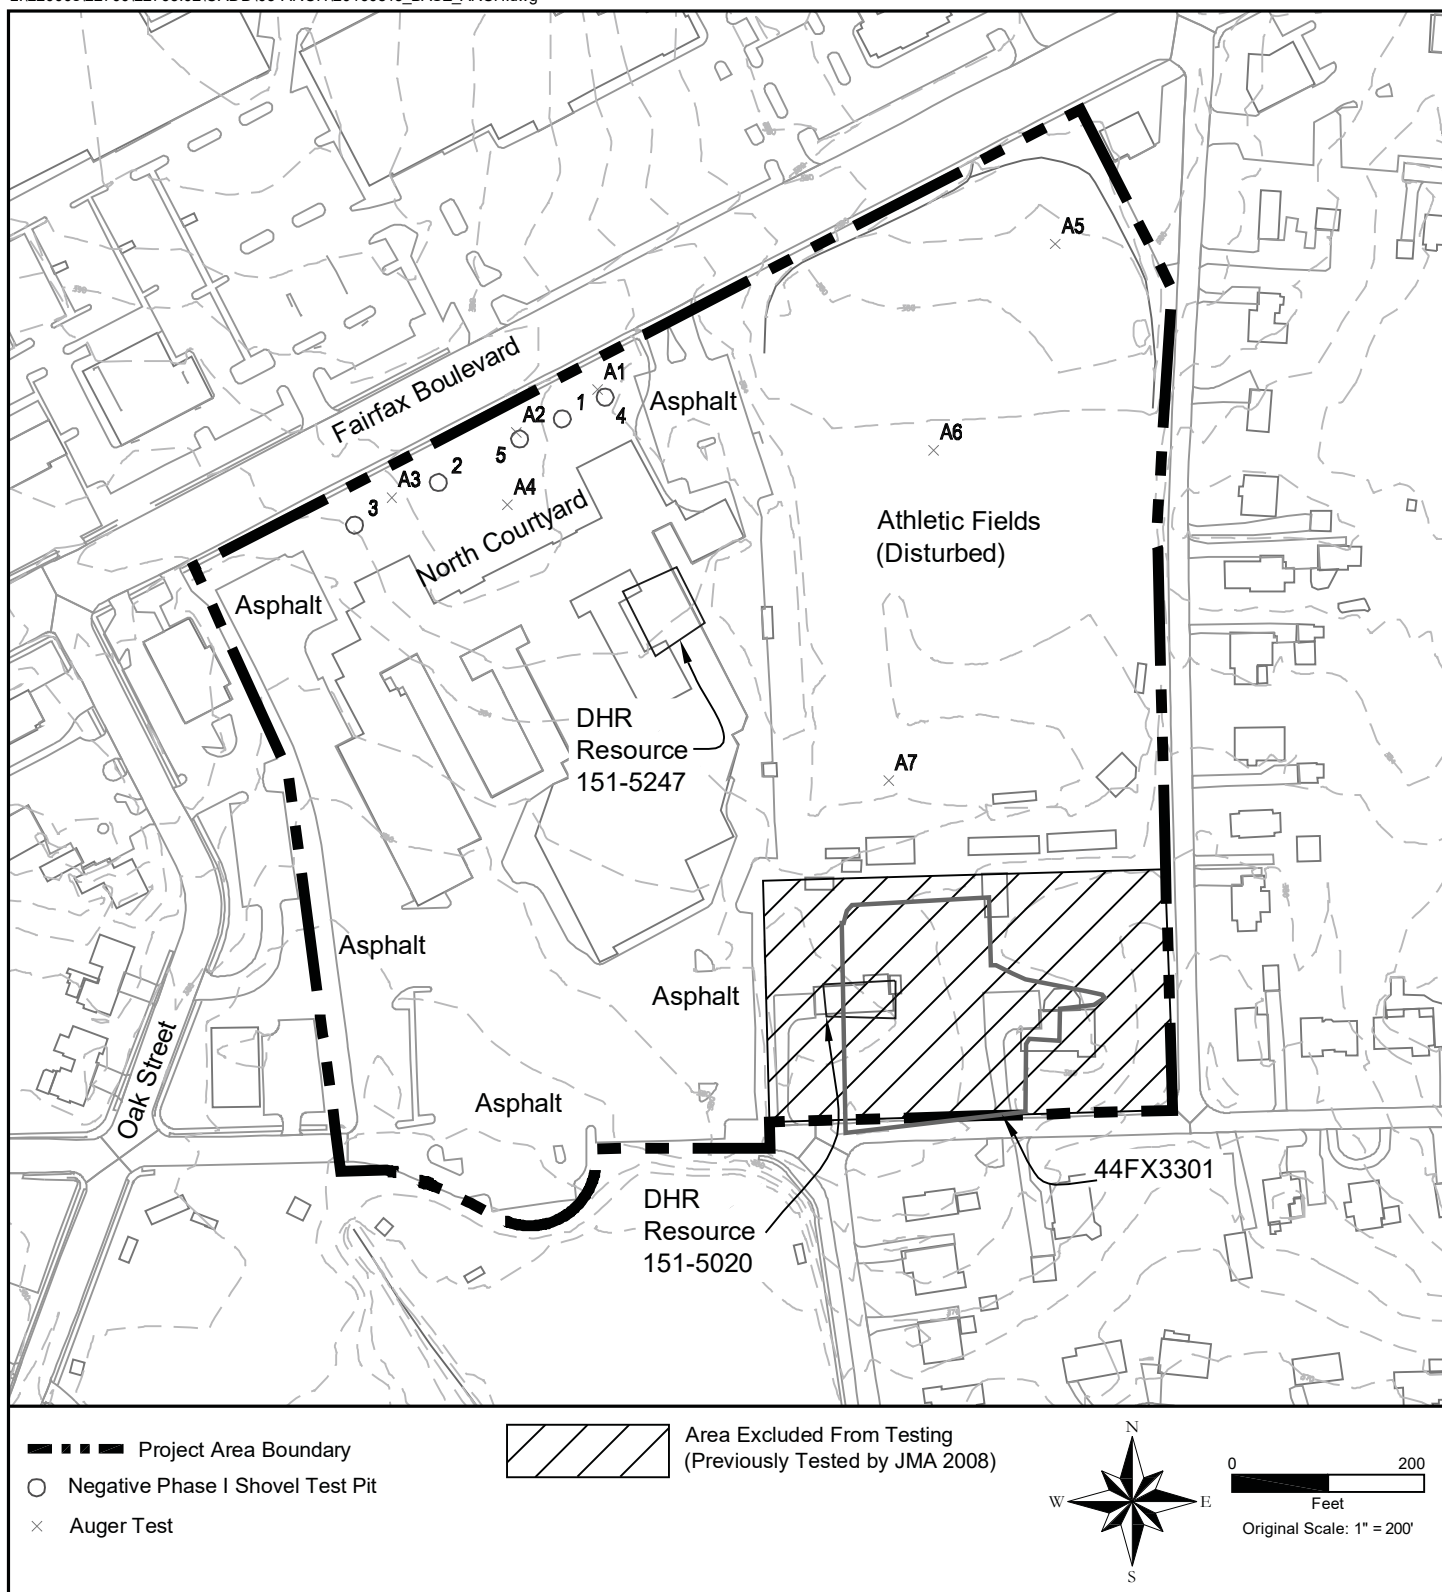 A5
Fairfax Boulevard
A1
1
4
Asphalt
A2
5
A6
2
A3
A4
3
North Courtyard
Athletic Fields
(Disturbed)
Asphalt
DHR
Resource
151-5247
A7
Asphalt
Asphalt
Oak Street
Asphalt
44FX3301
DHR
Resource
151-5020
Project Area Boundary
Negative Phase I Shovel Test Pit
Auger Test
Area Excluded From Testing
(Previously Tested by JMA 2008)
N
W
E
S
0 200
Feet
Original Scale: 1" = 200'